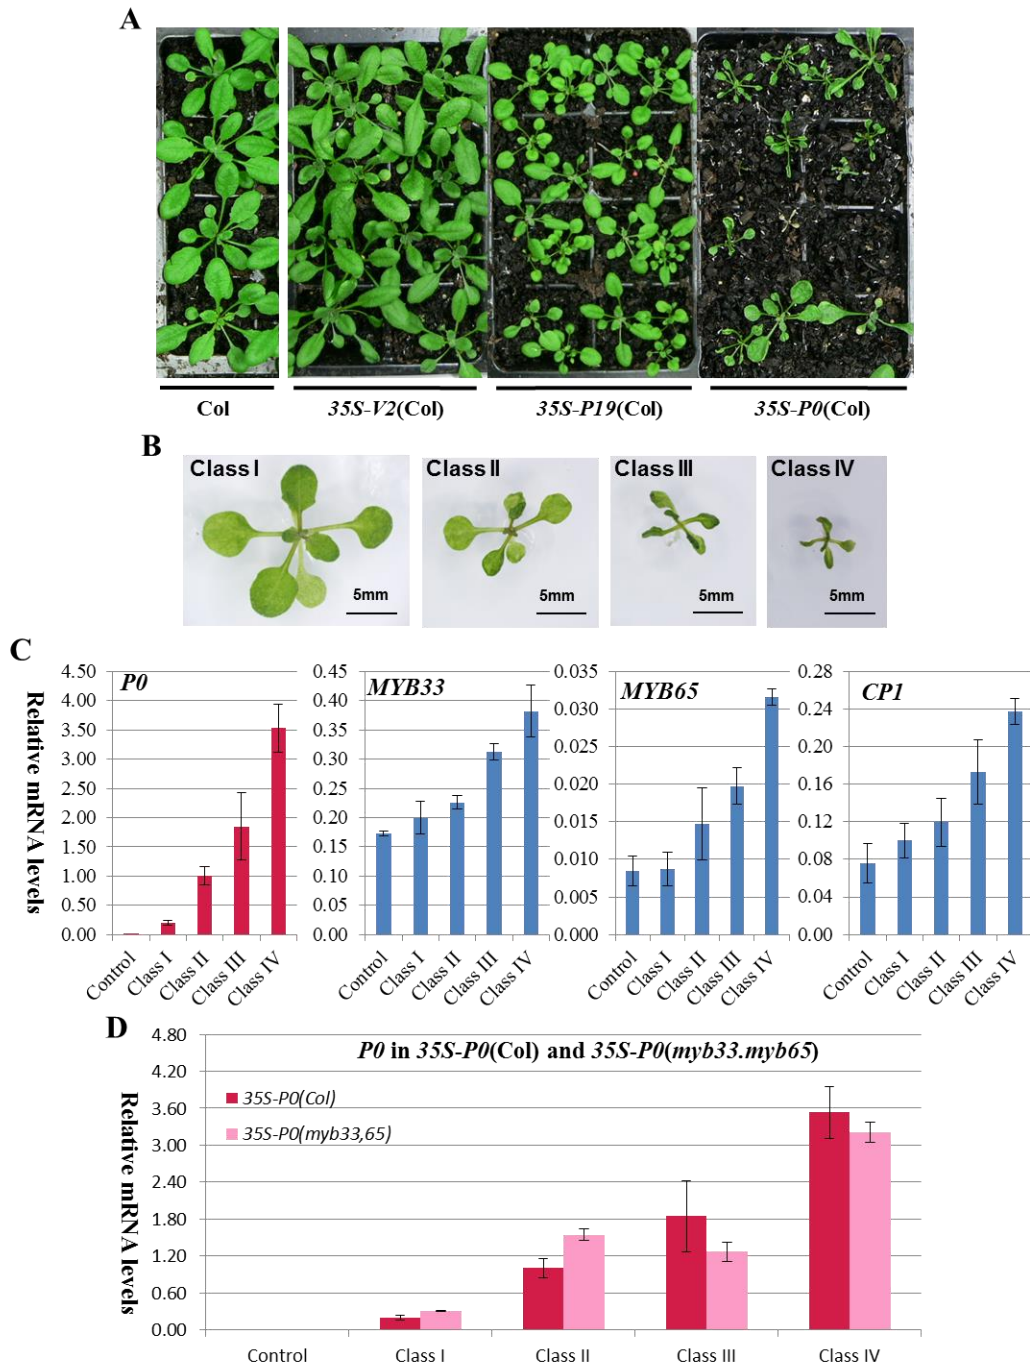 A
Col
35S-V2(Col)
35S-P19(Col)
35S-P0(Col)
B
Class I
Class II
Class III
Class IV
5mm
5mm
5mm
5mm
C
Relative mRNA levels
P0
4.50
4.00
3.50
3.00
2.50
2.00
1.50
1.00
0.50
0.00
Control
Class I
Class II
Class III
Class IV
MYB33
0.45
0.40
0.35
0.30
0.25
0.20
0.15
0.10
0.05
0.00
Control
Class I
Class II
Class III
Class IV
MYB65
0.035
0.030
0.025
0.020
0.015
0.010
0.005
0.000
Control
Class I
Class II
Class III
Class IV
CP1
0.28
0.24
0.20
0.16
0.12
0.08
0.04
0.00
Control
Class I
Class II
Class III
Class IV
D
P0 in 35S-P0(Col) and 35S-P0(myb33.myb65)
Relative mRNA levels
4.80
4.20
3.60
3.00
2.40
1.80
1.20
0.60
0.00
35S-P0(Col)
35S-P0(myb33,65)
Control
Class I
Class II
Class III
Class IV